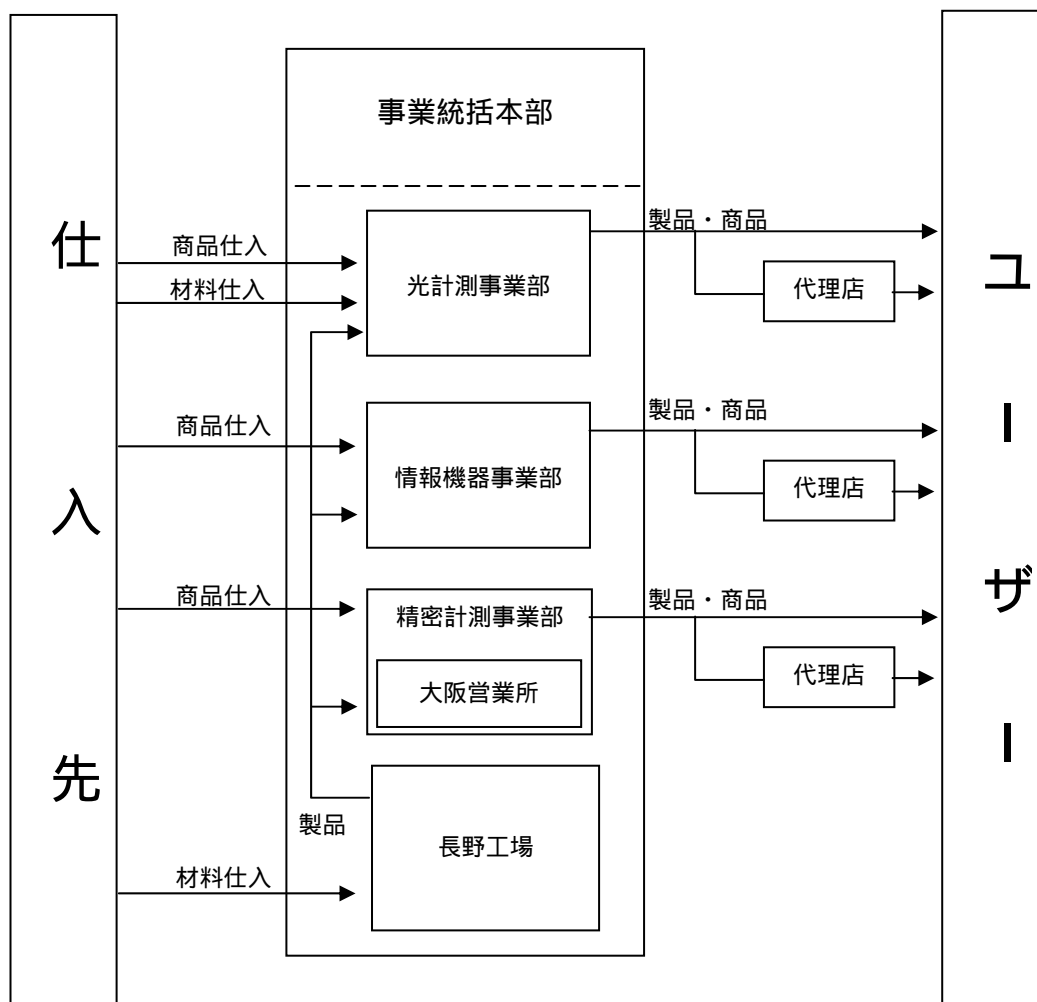 仕入先
事業統括本部
商品仕入
材料仕入
光計測事業部
製品・商品
代理店
商品仕入
情報機器事業部
製品・商品
代理店
商品仕入
精密計測事業部
大阪営業所
製品・商品
代理店
製品
長野工場
材料仕入
ユーザー